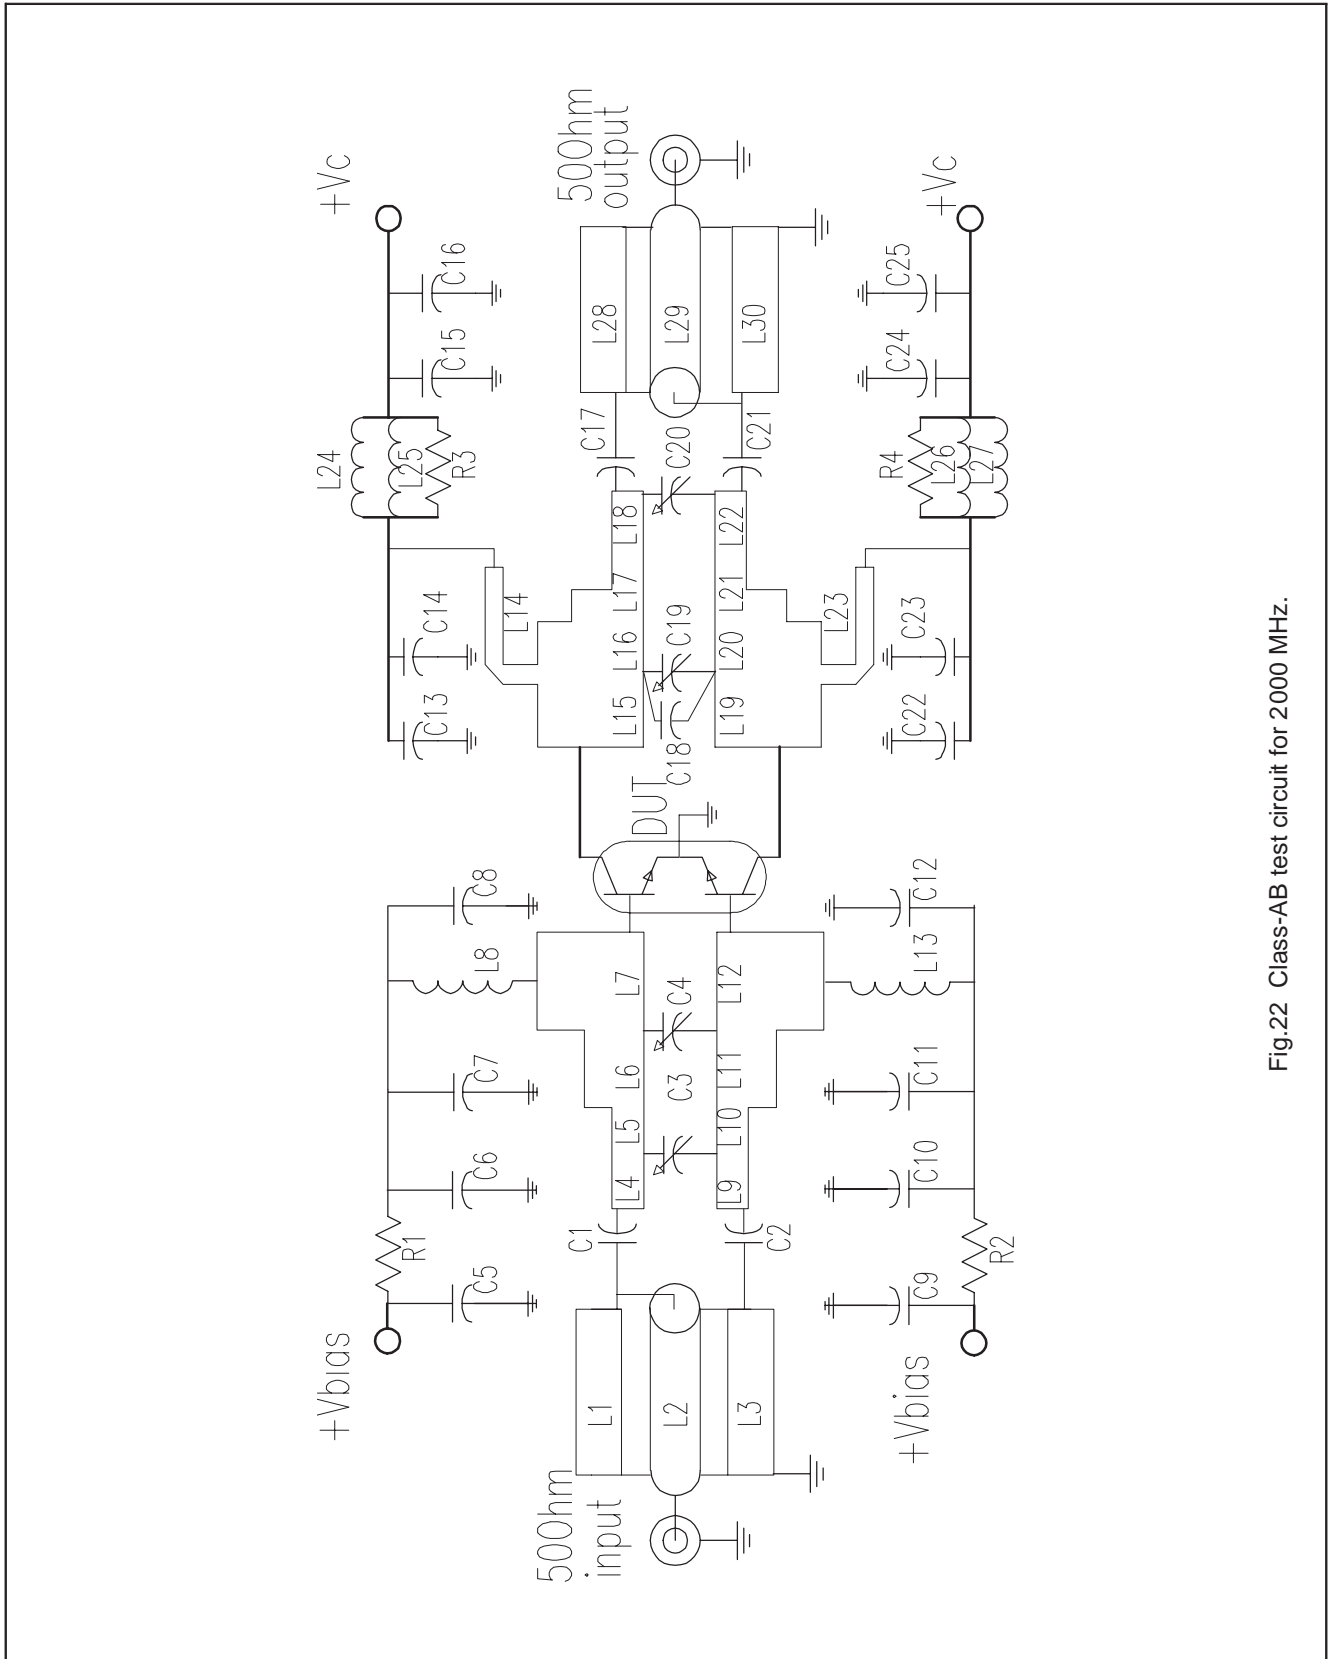 +Vbias
L24
+Vc
R1
C5
C6
C7
L8
C8
C13
C14
L25
R3
C15
C16
L14
50Ohm
input
L1
L2
L3
C1
C2
L4
L5
L6
L7
C3
C4
L9
L10
L11
L12
DUT
C18
L15
L16
L17
L18
C19
C20
L19
L20
L21
L22
C17
C21
L28
L29
L30
50Ohm
output
L23
+Vbias
R2
C9
C10
C11
L13
C12
C22
C23
R4
L26
L27
C24
C25
+Vc
Fig.22 Class-AB test circuit for 2000 MHz.